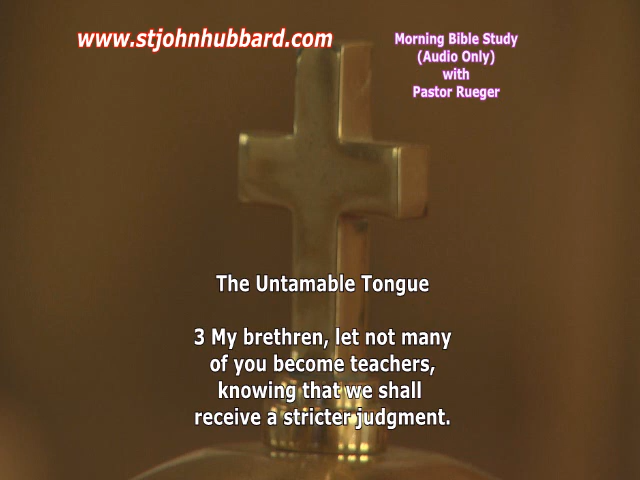 www.stjohnhubbard.com
Morning Bible Study
(Audio Only)
with
Pastor Rueger
The Untamable Tongue
3 My brethren, let not many
of you become teachers,
knowing that we shall
receive a stricter judgment.